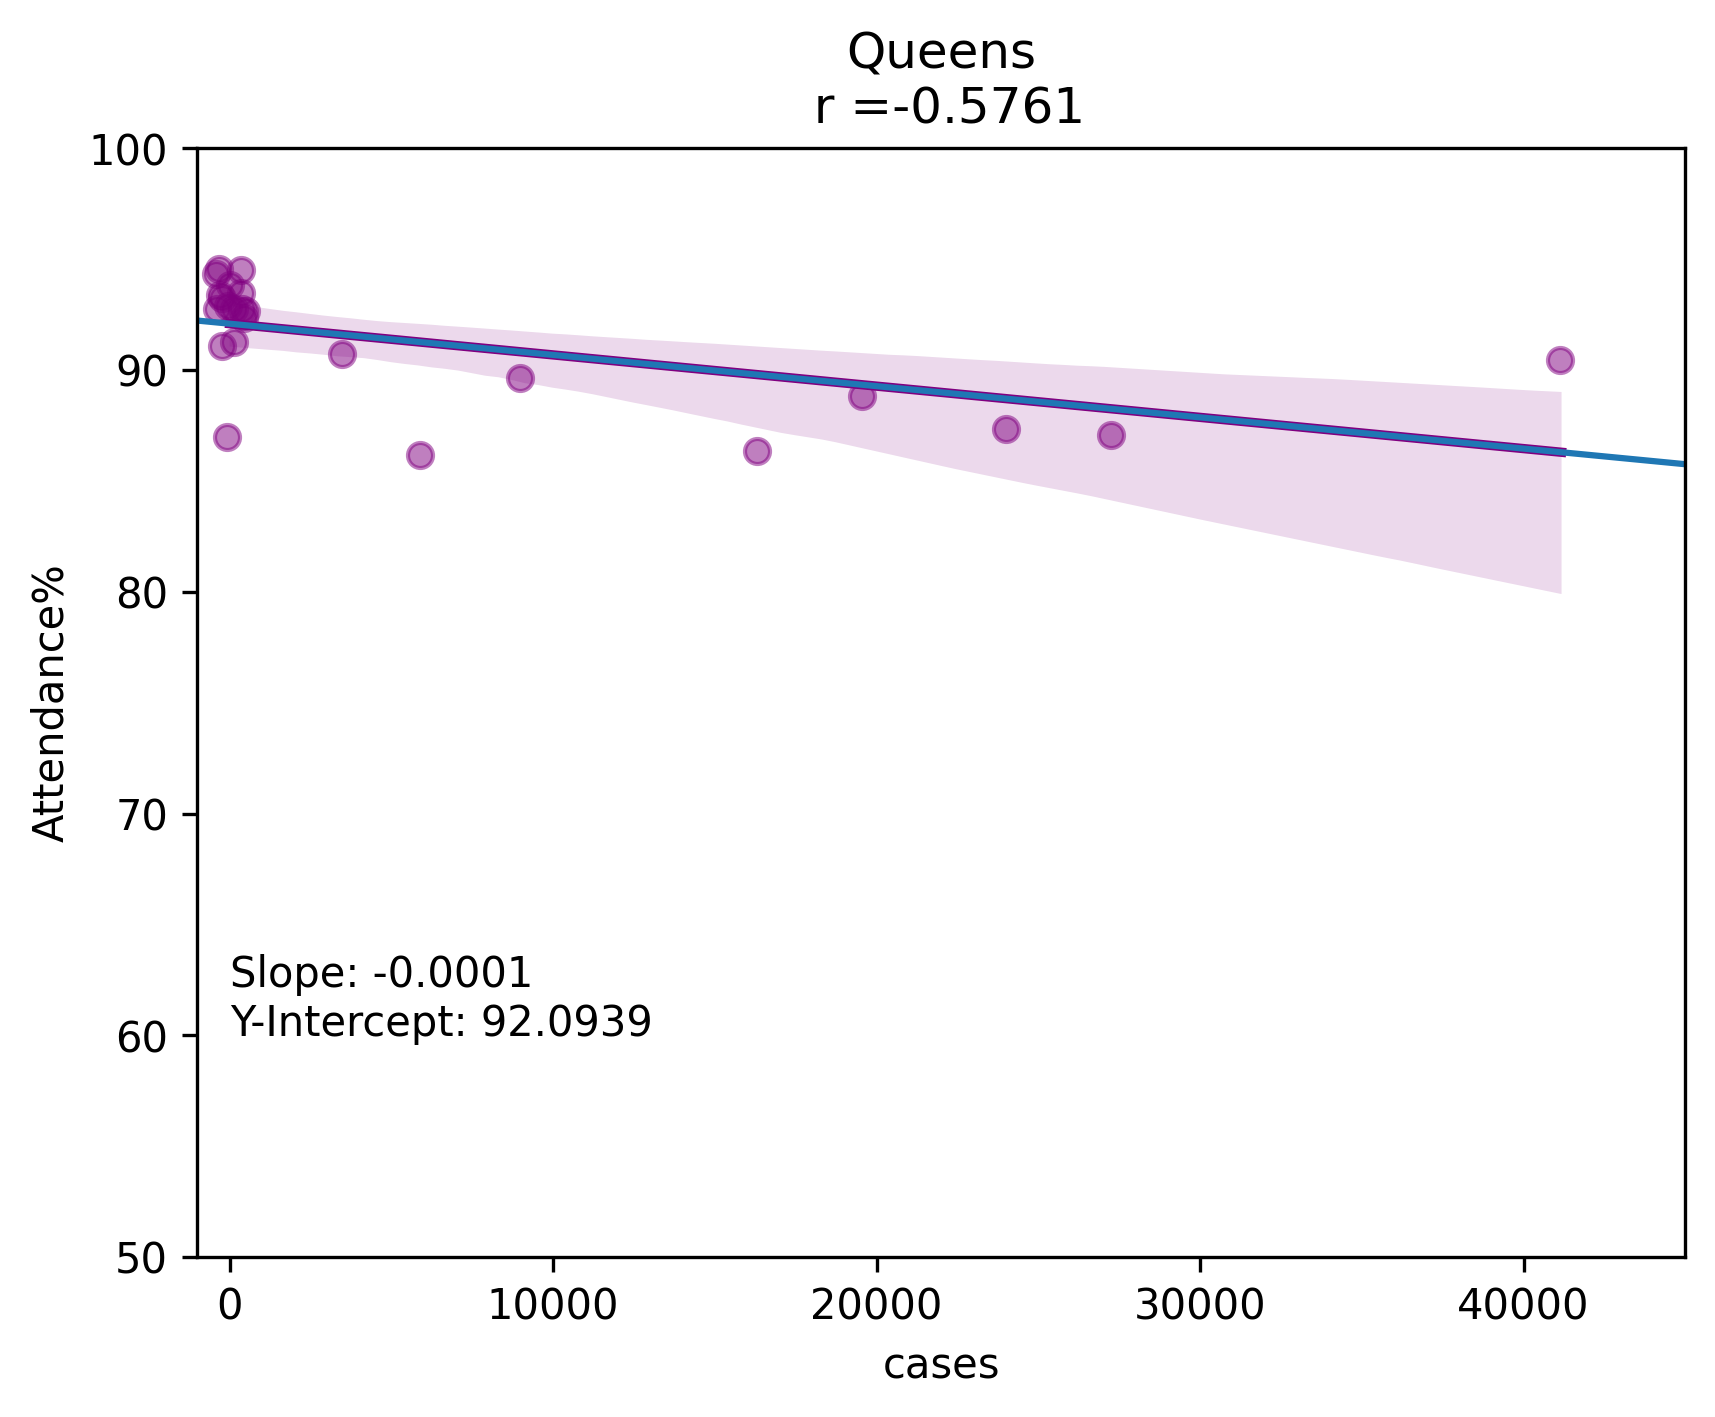 Queens
r =-0.5761
100
90
80
70
60
50
Attendance%
Slope: -0.0001
Y-Intercept: 92.0939
0 10000 20000 30000 40000
cases